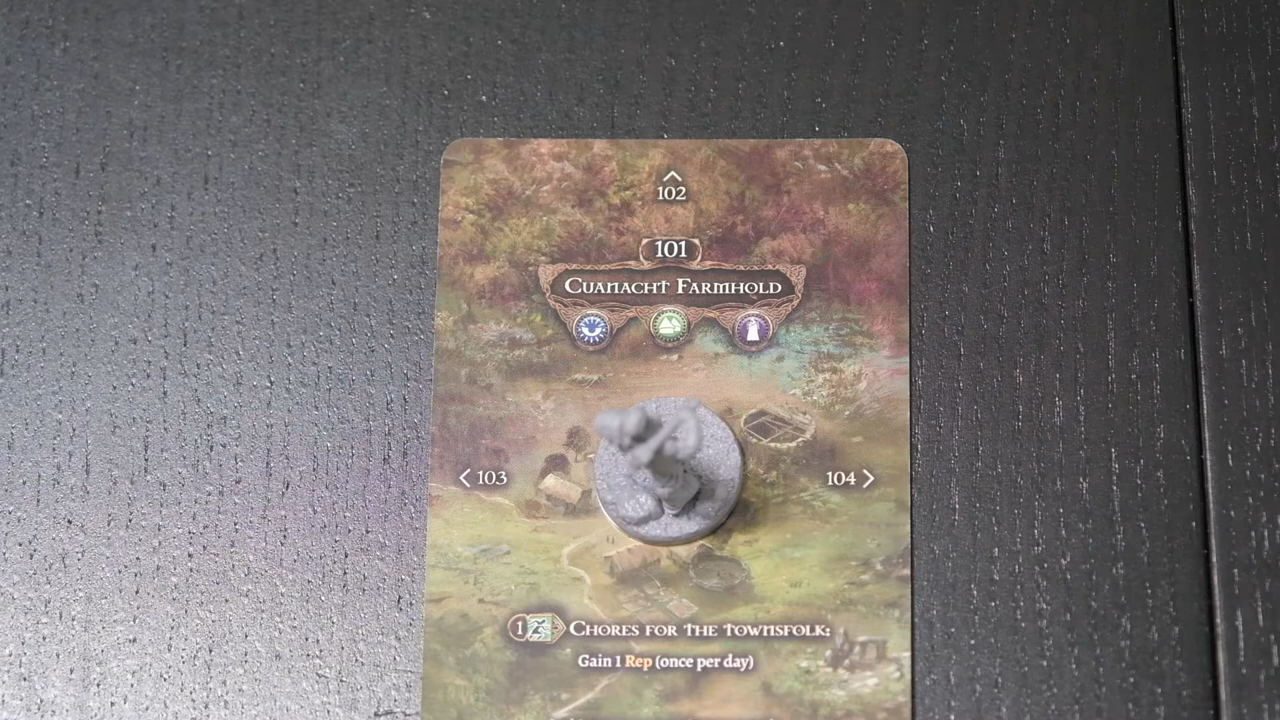 102
101
Cuanacht Farmhold
103
104
1 Chores for the townsfolk:
Gain 1 Rep (once per day)